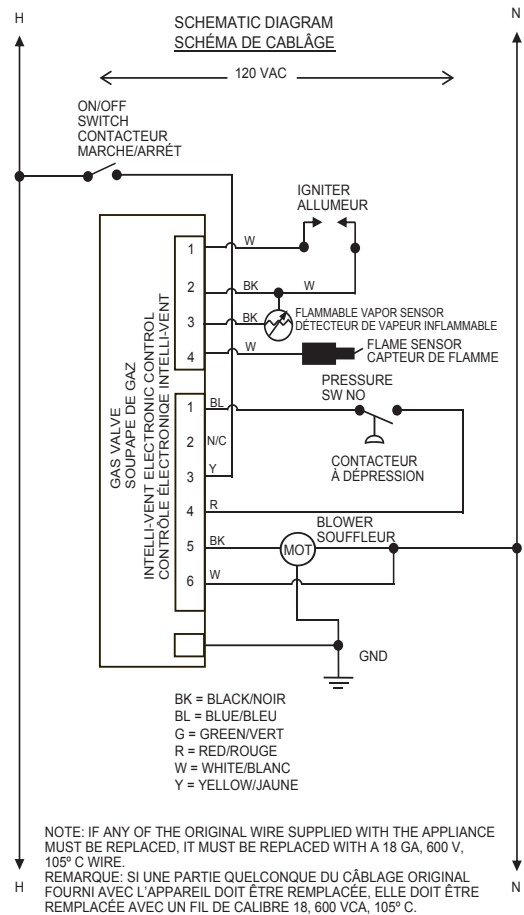 H
N
SCHEMATIC DIAGRAM
SCHÉMA DE CABLÂGE
120 VAC
ON/OFF
SWITCH
CONTACTEUR
MARCHE/ARRÉT
IGNITER
ALLUMEUR
GAS VALVE
SOUPAPE DE GAZ
INTELLI-VENT ELECTRONIC CONTROL
CONTRÔLE ÉLECTRONIQE INTELLI-VENT
1
W
2
BK
W
3
BK
FLAMMABLE VAPOR SENSOR
DÉTECTEUR DE VAPEUR INFLAMMABLE
4
W
FLAME SENSOR
CAPTEUR DE FLAMME
PRESSURE
SW NO
1
BL
2
N/C
CONTACTEUR
À DÉPRESSION
3
Y
4
R
BLOWER
SOUFFLEUR
5
BK
MOT
6
W
GND
BK = BLACK/NOIR
BL = BLUE/BLEU
G = GREEN/VERT
R = RED/ROUGE
W = WHITE/BLANC
Y = YELLOW/JAUNE
NOTE: IF ANY OF THE ORIGINAL WIRE SUPPLIED WITH THE APPLIANCE
MUST BE REPLACED, IT MUST BE REPLACED WITH A 18 GA, 600 V,
105º C WIRE.
REMARQUE: SI UNE PARTIE QUELCONQUE DU CÂBLAGE ORIGINAL
FOURNI AVEC L'APPAREIL DOIT ÊTRE REMPLACÉE, ELLE DOIT ÊTRE
REMPLACÉE AVEC UN FIL DE CALIBRE 18, 600 VCA, 105º C.
H
N